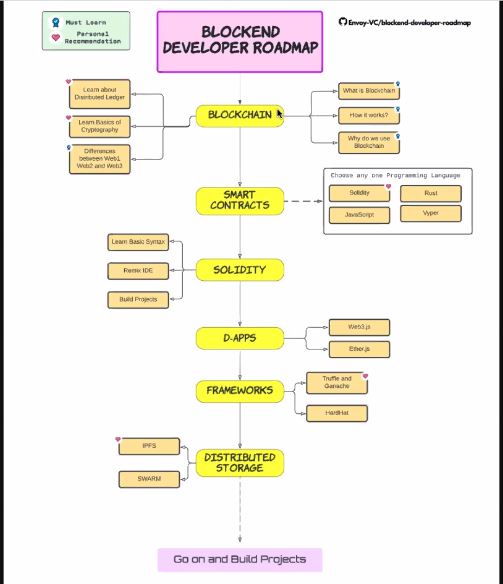 Must Learn
Personal
Recommendation
BLOCKEND
DEVELOPER ROADMAP
Envoy-VC/blockend-developer-roadmap
Learn about
Distributed Ledger
Learn Basics of
Cryptography
Differences
between Web1
Web2 and Web3
BLOCKCHAIN
What is Blockchain
How it works?
Why do we use
Blockchain
SMART
CONTRACTS
Choose any one Programming Language
Solidity
Rust
JavaScript
Vyper
Learn Basic Syntax
Remix IDE
Build Projects
SOLIDITY
D-APPS
Web3.js
Ether.js
FRAMEWORKS
Truffle and
Ganache
HardHat
IPFS
SWARM
DISTRIBUTED
STORAGE
Go on and Build Projects